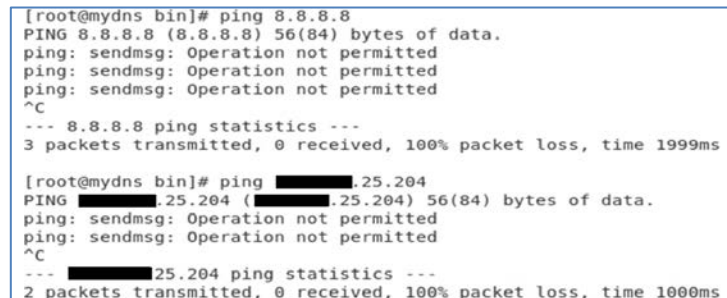 [root@mydns bin]# ping 8.8.8.8
PING 8.8.8.8 (8.8.8.8) 56(84) bytes of data.
ping: sendmsg: Operation not permitted
ping: sendmsg: Operation not permitted
ping: sendmsg: Operation not permitted
^C
--- 8.8.8.8 ping statistics ---
3 packets transmitted, 0 received, 100% packet loss, time 1999ms
[root@mydns bin]# ping .25.204
PING .25.204 ( .25.204) 56(84) bytes of data.
ping: sendmsg: Operation not permitted
ping: sendmsg: Operation not permitted
^C
--- 25.204 ping statistics ---
2 packets transmitted, 0 received, 100% packet loss, time 1000ms